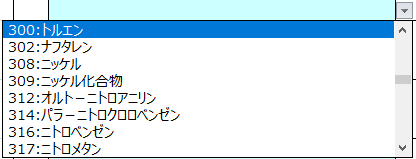 300:トルエン
302:ナフタレン
308:ニッケル
309:ニッケル化合物
312:オルト－ニトロアニリン
314:パラ－ニトロクロロベンゼン
316:ニトロベンゼン
317:ニトロメタン